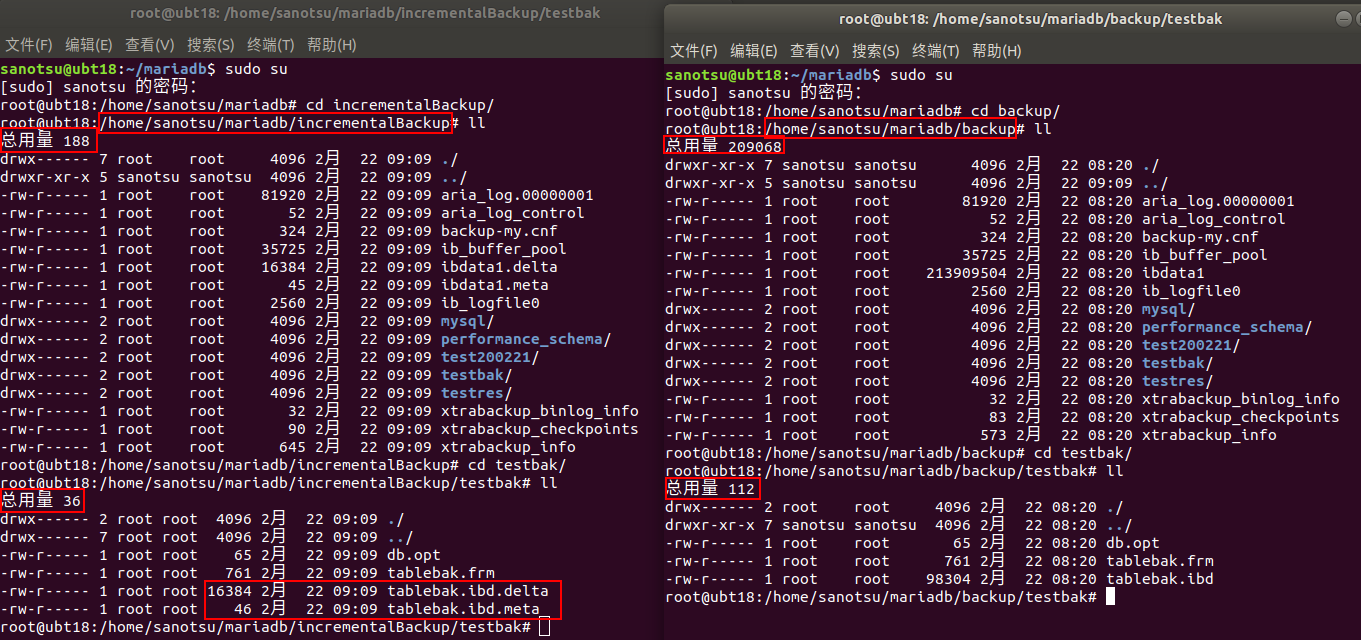 root@ubt18: /home/sanotsu/mariadb/incrementalBackup/testbak
文件(F) 编辑(E) 查看(V) 搜索(S) 终端(T) 帮助(H)
sanotsu@ubt18:~/mariadb$ sudo su
[sudo] sanotsu 的密码：
root@ubt18:/home/sanotsu/mariadb# cd incrementalBackup/
root@ubt18:/home/sanotsu/mariadb/incrementalBackup# ll
总用量 188
drwx------ 7 root    root     4096 2月  22 09:09 ./
drwxr-xr-x 5 sanotsu sanotsu  4096 2月  22 09:09 ../
-rw-r----- 1 root    root    81920 2月  22 09:09 aria_log.00000001
-rw-r----- 1 root    root       52 2月  22 09:09 aria_log_control
-rw-r----- 1 root    root      324 2月  22 09:09 backup-my.cnf
-rw-r----- 1 root    root    35725 2月  22 09:09 ib_buffer_pool
-rw-r----- 1 root    root    16384 2月  22 09:09 ibdata1.delta
-rw-r----- 1 root    root       45 2月  22 09:09 ibdata1.meta
-rw-r----- 1 root    root     2560 2月  22 09:09 ib_logfile0
drwx------ 2 root    root     4096 2月  22 09:09 mysql/
drwx------ 2 root    root     4096 2月  22 09:09 performance_schema/
drwx------ 2 root    root     4096 2月  22 09:09 test200221/
drwx------ 2 root    root     4096 2月  22 09:09 testbak/
drwx------ 2 root    root     4096 2月  22 09:09 testres/
-rw-r----- 1 root    root       32 2月  22 09:09 xtrabackup_binlog_info
-rw-r----- 1 root    root       90 2月  22 09:09 xtrabackup_checkpoints
-rw-r----- 1 root    root      645 2月  22 09:09 xtrabackup_info
root@ubt18:/home/sanotsu/mariadb/incrementalBackup# cd testbak/
root@ubt18:/home/sanotsu/mariadb/incrementalBackup/testbak# ll
总用量 36
drwx------ 2 root root  4096 2月  22 09:09 ./
drwx------ 7 root root  4096 2月  22 09:09 ../
-rw-r----- 1 root root    65 2月  22 09:09 db.opt
-rw-r----- 1 root root   761 2月  22 09:09 tablebak.frm
-rw-r----- 1 root root 16384 2月  22 09:09 tablebak.ibd.delta
-rw-r----- 1 root root    46 2月  22 09:09 tablebak.ibd.meta
root@ubt18:/home/sanotsu/mariadb/incrementalBackup/testbak#
root@ubt18: /home/sanotsu/mariadb/backup/testbak
文件(F) 编辑(E) 查看(V) 搜索(S) 终端(T) 帮助(H)
sanotsu@ubt18:~/mariadb$ sudo su
[sudo] sanotsu 的密码：
root@ubt18:/home/sanotsu/mariadb# cd backup/
root@ubt18:/home/sanotsu/mariadb/backup# ll
总用量 209068
drwxr-xr-x 7 sanotsu sanotsu      4096 2月  22 08:20 ./
drwxr-xr-x 5 sanotsu sanotsu      4096 2月  22 09:09 ../
-rw-r----- 1 root    root        81920 2月  22 08:20 aria_log.00000001
-rw-r----- 1 root    root           52 2月  22 08:20 aria_log_control
-rw-r----- 1 root    root          324 2月  22 08:20 backup-my.cnf
-rw-r----- 1 root    root        35725 2月  22 08:20 ib_buffer_pool
-rw-r----- 1 root    root    213909504 2月  22 08:20 ibdata1
-rw-r----- 1 root    root         2560 2月  22 08:20 ib_logfile0
drwx------ 2 root    root         4096 2月  22 08:20 mysql/
drwx------ 2 root    root         4096 2月  22 08:20 performance_schema/
drwx------ 2 root    root         4096 2月  22 08:20 test200221/
drwx------ 2 root    root         4096 2月  22 08:20 testbak/
drwx------ 2 root    root         4096 2月  22 08:20 testres/
-rw-r----- 1 root    root           32 2月  22 08:20 xtrabackup_binlog_info
-rw-r----- 1 root    root           83 2月  22 08:20 xtrabackup_checkpoints
-rw-r----- 1 root    root          573 2月  22 08:20 xtrabackup_info
root@ubt18:/home/sanotsu/mariadb/backup# cd testbak/
root@ubt18:/home/sanotsu/mariadb/backup/testbak# ll
总用量 112
drwx------ 2 root    root     4096 2月  22 08:20 ./
drwxr-xr-x 7 sanotsu sanotsu  4096 2月  22 08:20 ../
-rw-r----- 1 root    root       65 2月  22 08:20 db.opt
-rw-r----- 1 root    root      761 2月  22 08:20 tablebak.frm
-rw-r----- 1 root    root    98304 2月  22 08:20 tablebak.ibd
root@ubt18:/home/sanotsu/mariadb/backup/testbak#